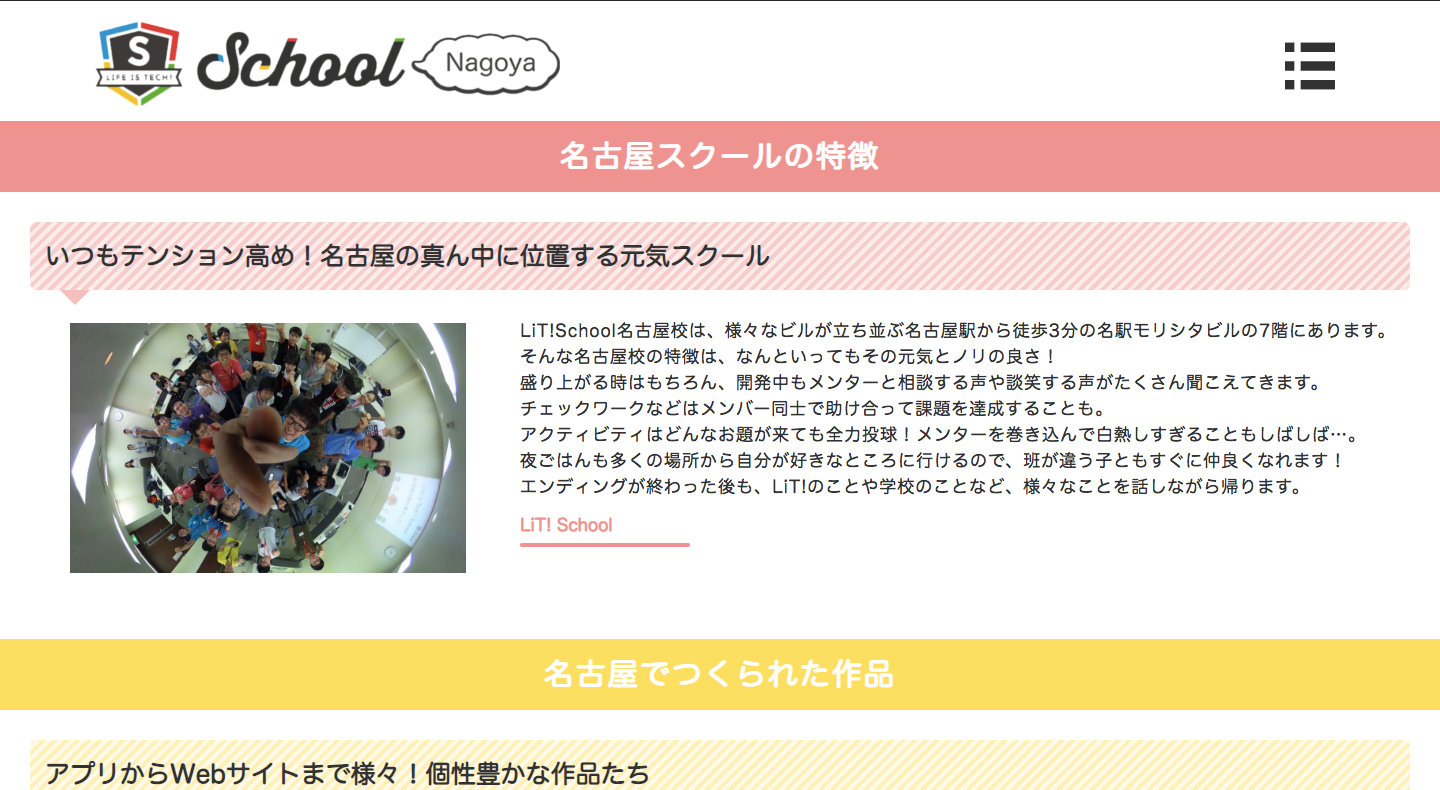 S
LIFE IS TECH!
School
Nagoya
名古屋スクールの特徴
いつもテンション高め！名古屋の真ん中に位置する元気スクール
LiT!School名古屋校は、様々なビルが立ち並ぶ名古屋駅から徒歩3分の名駅モリシタビルの7階にあります。
そんな名古屋校の特徴は、なんといってもその元気とノリの良さ！
盛り上がる時はもちろん、開発中もメンターと相談する声や談笑する声がたくさん聞こえてきます。
チェックワークなどはメンバー同士で助け合って課題を達成することも。
アクティビティはどんなお題が来ても全力投球！メンターを巻き込んで白熱しすぎることもしばしば…。
夜ごはんも多くの場所から自分が好きなところに行けるので、班が違う子ともすぐに仲良くなれます！
エンディングが終わった後も、LiT!のことや学校のことなど、様々なことを話しながら帰ります。
LiT! School
名古屋でつくられた作品
アプリからWebサイトまで様々！個性豊かな作品たち